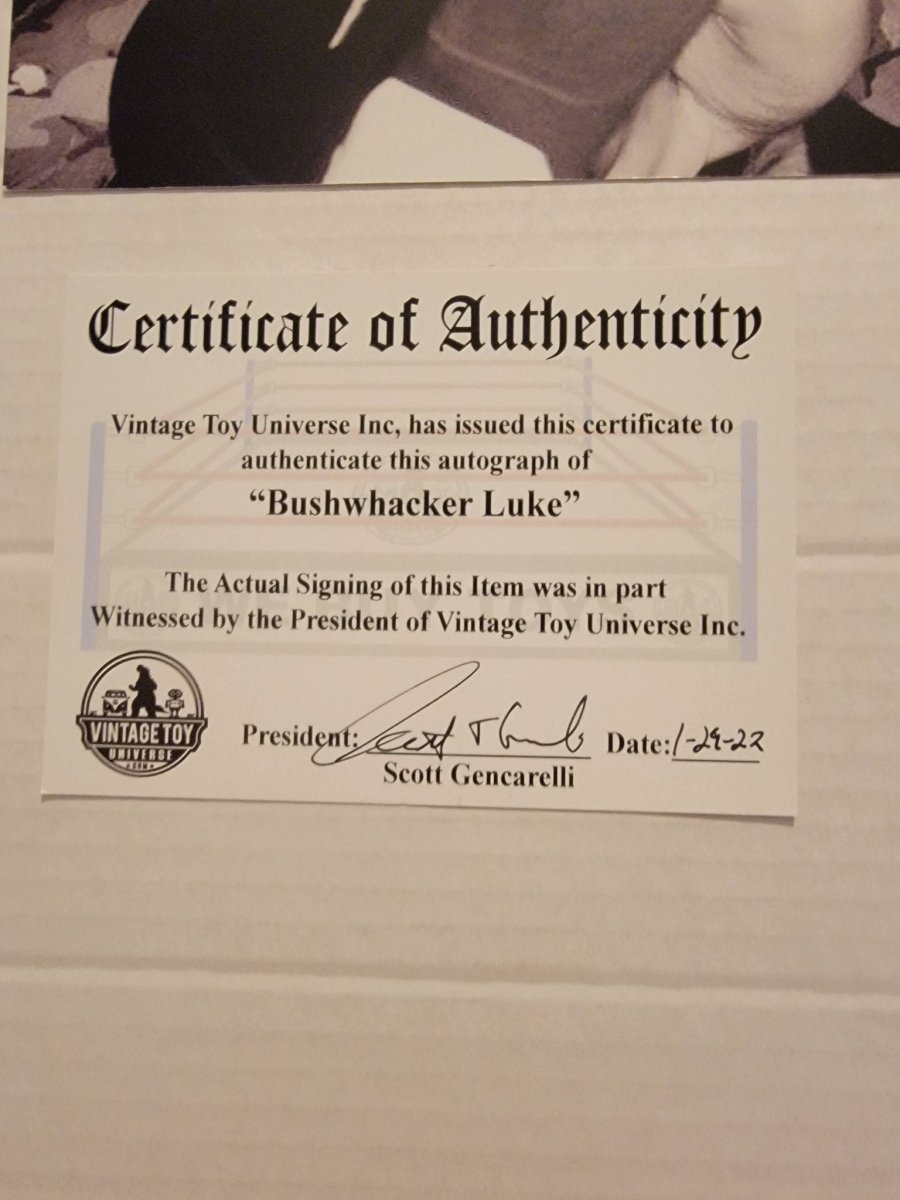 Certificate of Authenticity
Vintage Toy Universe Inc, has issued this certificate to
authenticate this autograph of
“Bushwhacker Luke”
The Actual Signing of this Item was in part
Witnessed by the President of Vintage Toy Universe Inc.
VINTAGE TOY
UNIVERSE
.COM
President:
Date: 1-29-22
Scott Gencarelli